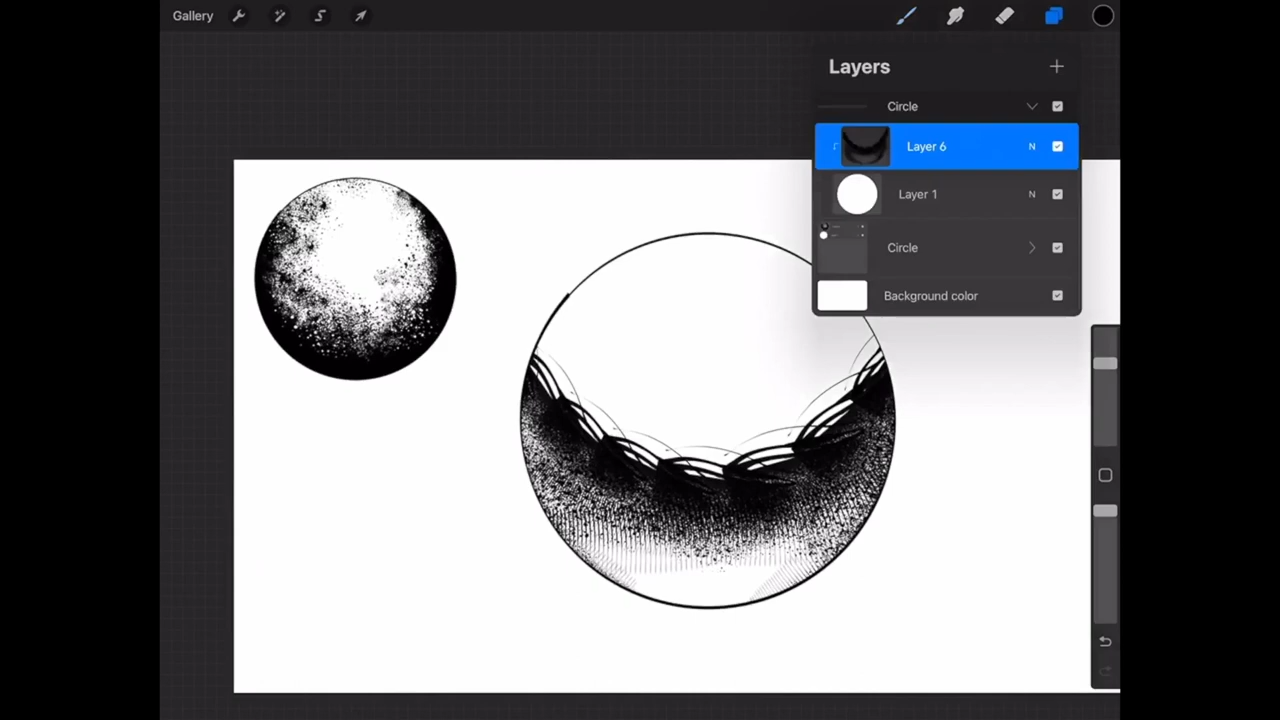 Gallery
Layers
Circle
Layer 6 N
Layer 1 N
Circle
Background color